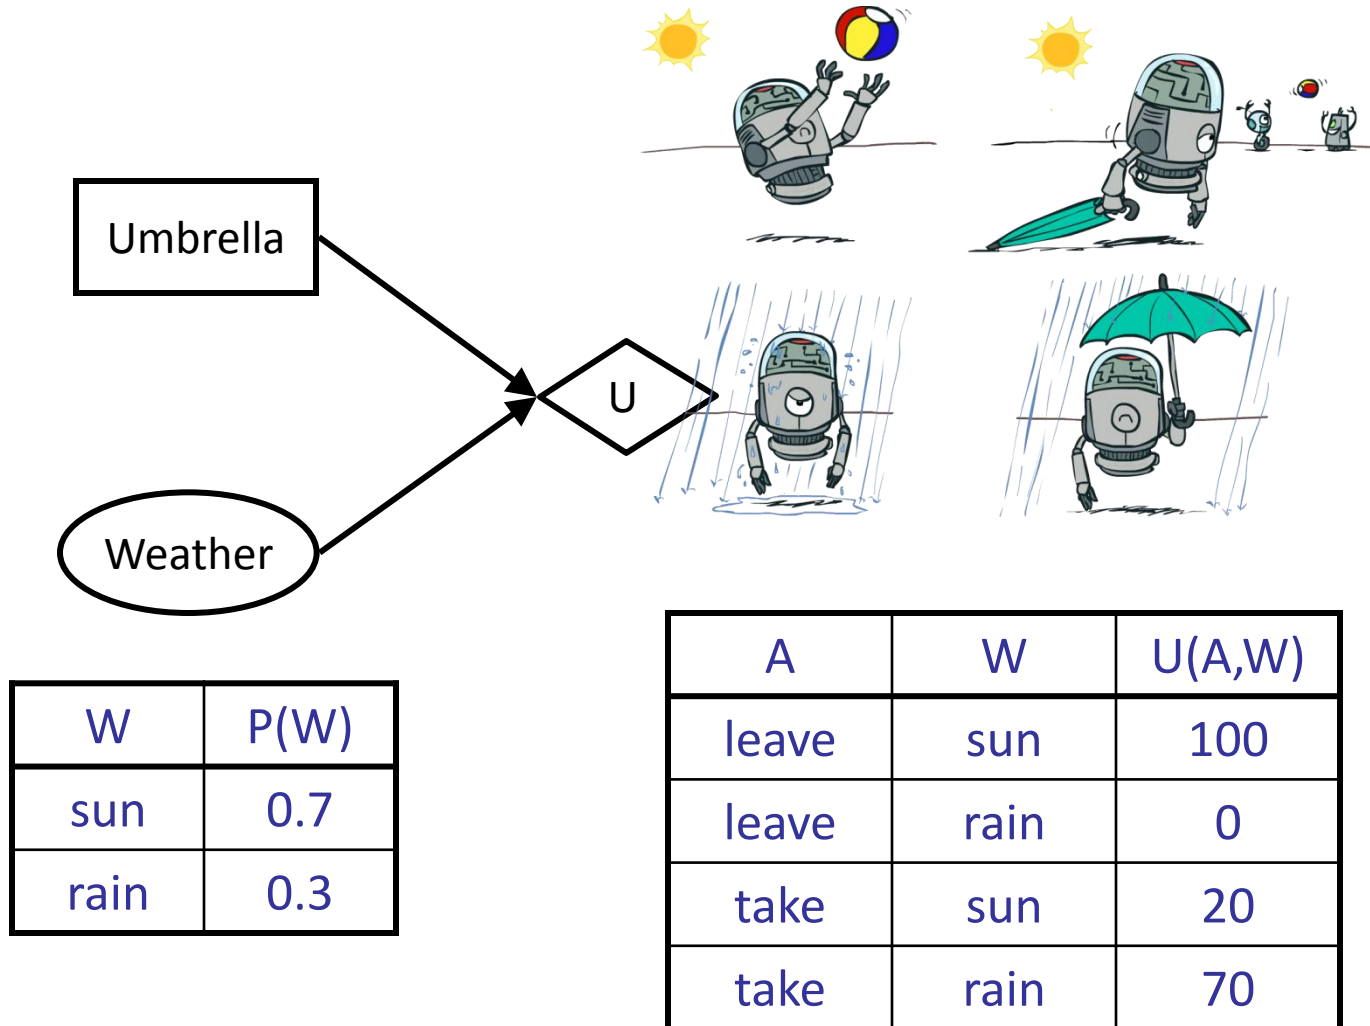 Umbrella
U
Weather
W P(W)
sun 0.7
rain 0.3
A W U(A,W)
leave sun 100
leave rain 0
take sun 20
take rain 70